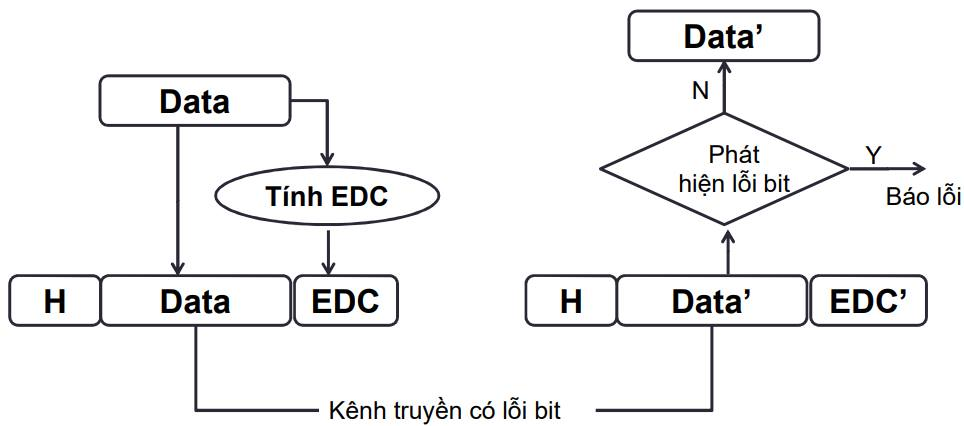 Data
Tính EDC
H
Data
EDC
Kênh truyền có lỗi bit
Data’
N
Phát
hiện lỗi bit
Y
Báo lỗi
H
Data’
EDC’